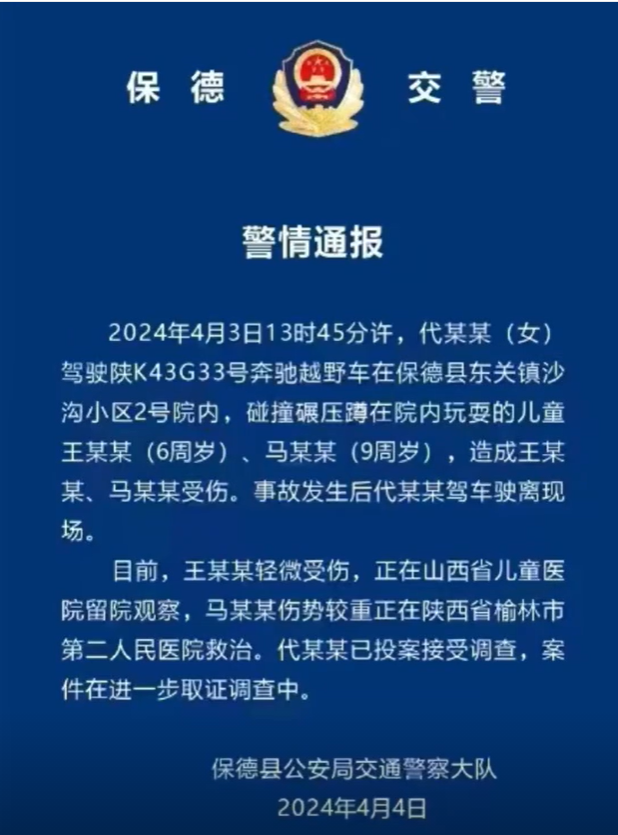 保德 交警
警情通报
2024年4月3日13时45分许，代某某（女）
驾驶陕K43G33号奔驰越野车在保德县东关镇沙
沟小区2号院内，碰撞碾压蹲在院内玩耍的儿童
王某某（6周岁）、马某某（9周岁），造成王某
某、马某某受伤。事故发生后代某某驾车驶离现
场。
目前，王某某轻微受伤，正在山西省儿童医
院留院观察，马某某伤势较重正在陕西省榆林市
第二人民医院救治。代某某已投案接受调查，案
件在进一步取证调查中。
保德县公安局交通警察大队
2024年4月4日